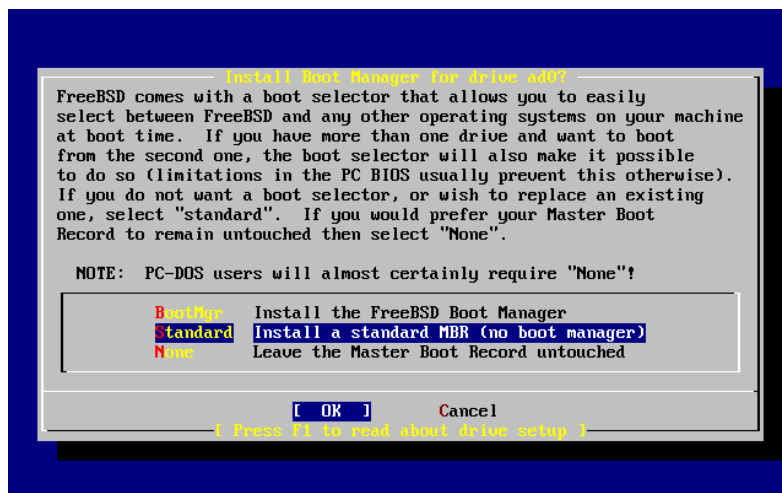 Install Boot Manager for drive ad0?
FreeBSD comes with a boot selector that allows you to easily
select between FreeBSD and any other operating systems on your machine
at boot time.  If you have more than one drive and want to boot
from the second one, the boot selector will also make it possible
to do so (limitations in the PC BIOS usually prevent this otherwise).
If you do not want a boot selector, or wish to replace an existing
one, select "standard".  If you would prefer your Master Boot
Record to remain untouched then select "None".
NOTE:  PC-DOS users will almost certainly require "None"!
BootMgr   Install the FreeBSD Boot Manager
Standard  Install a standard MBR (no boot manager)
None      Leave the Master Boot Record untouched
[  OK  ]       Cancel
[ Press F1 to read about drive setup ]